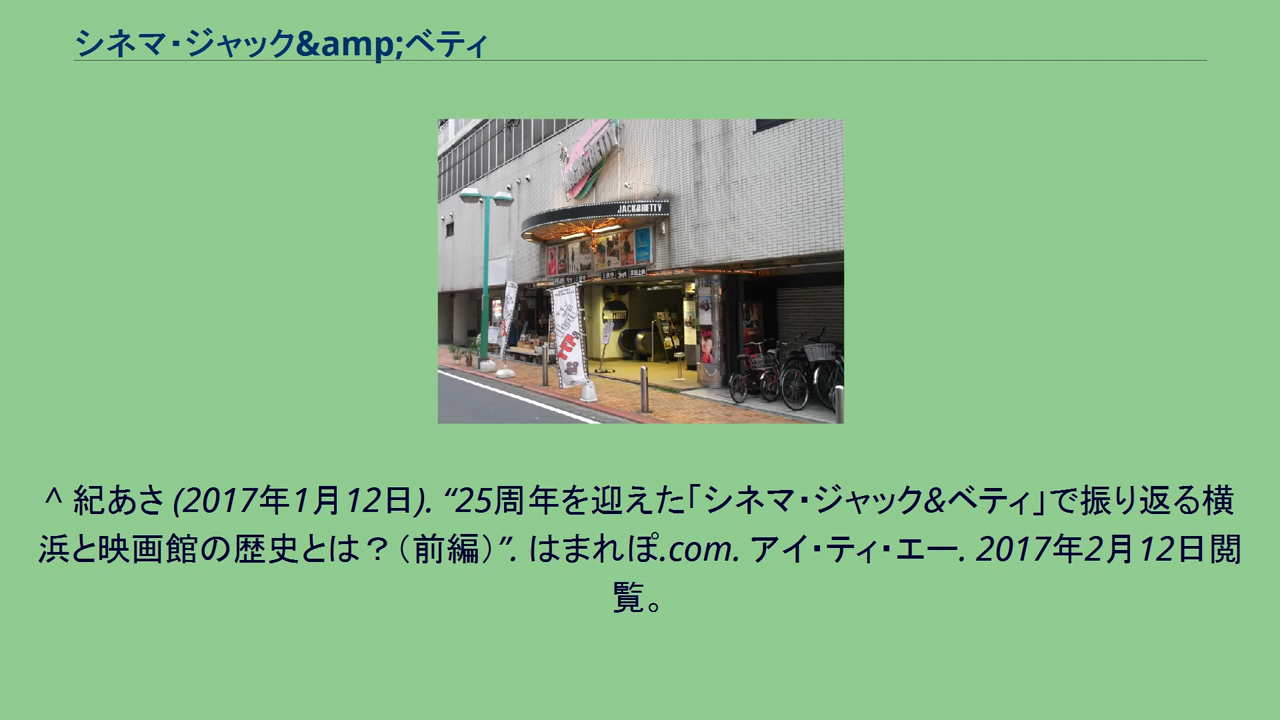 シネマ・ジャック&amp;ベティ
JACK&BETTY
^ 紀あさ (2017年1月12日). “25周年を迎えた「シネマ・ジャック&ベティ」で振り返る横
浜と映画館の歴史とは？（前編）”. はまれぽ.com. アイ・ティ・エー. 2017年2月12日閲
覧。